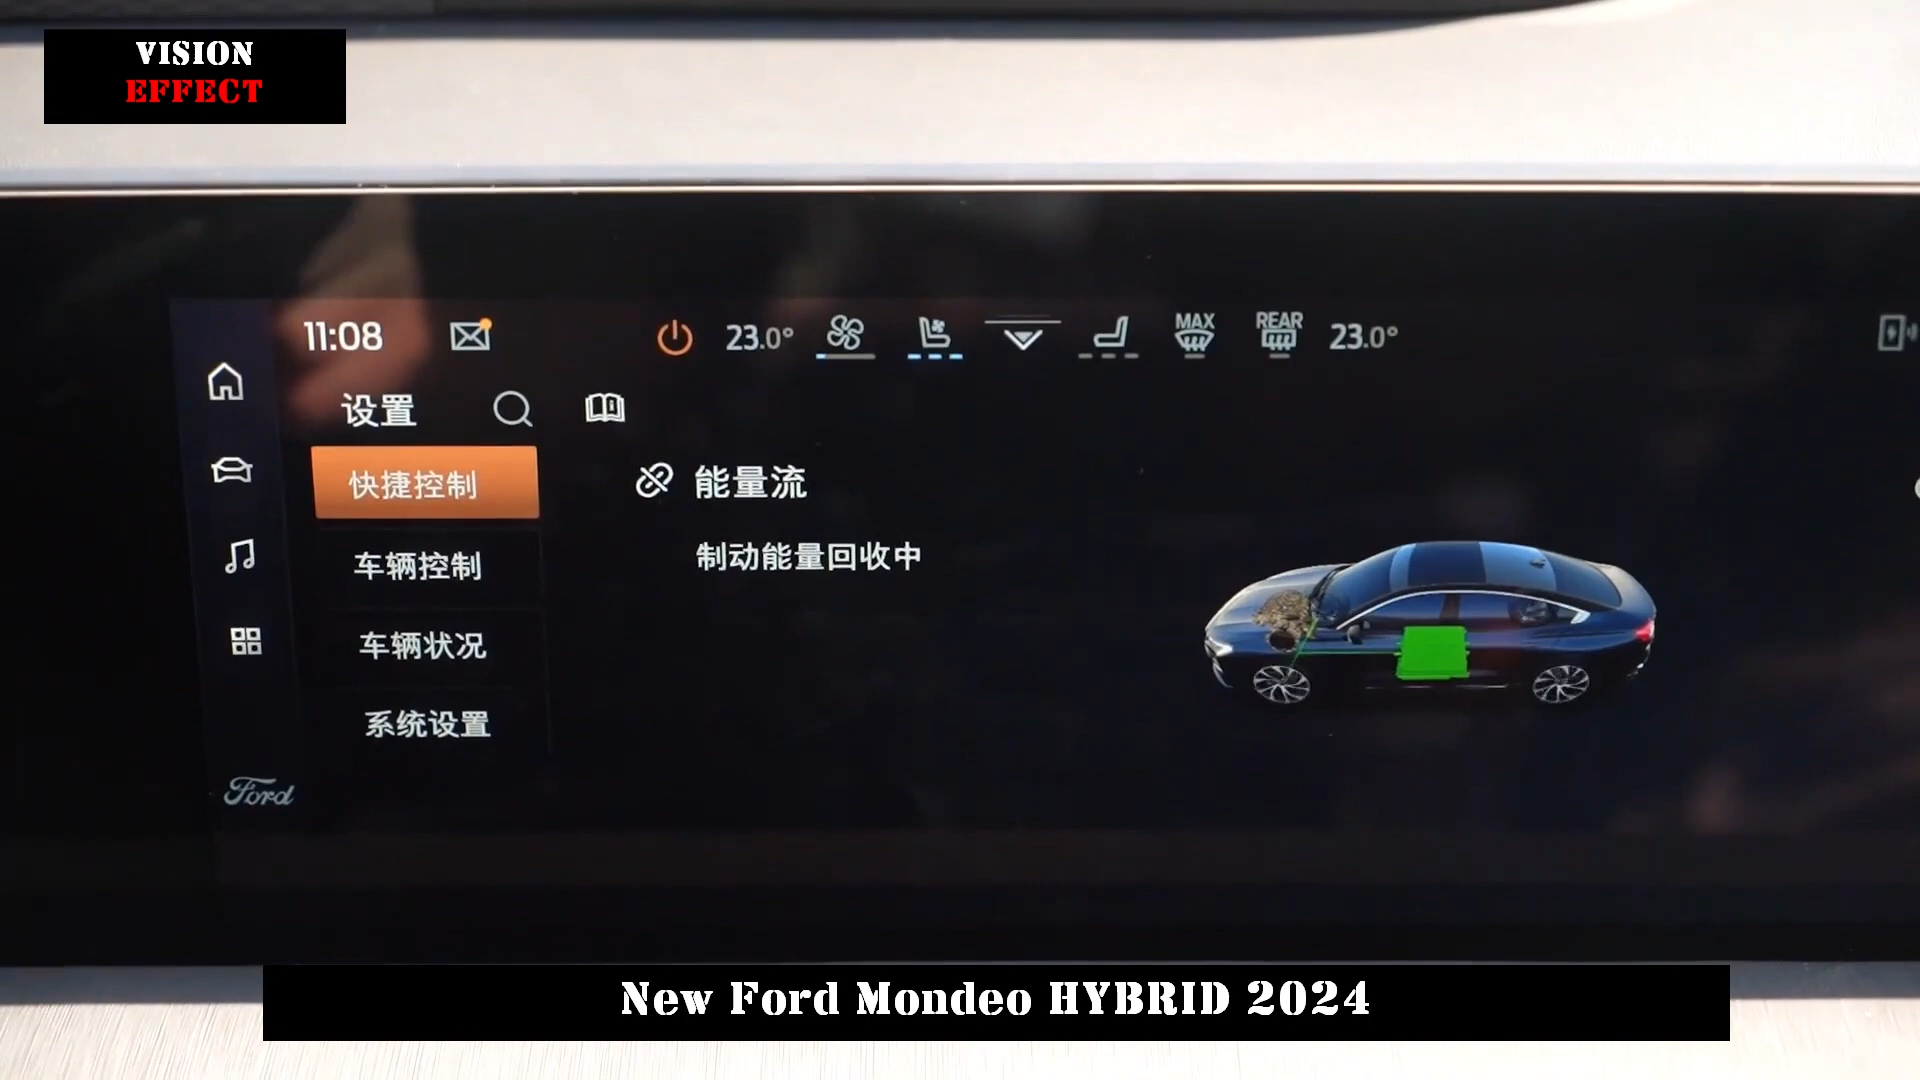 VISION
EFFECT
11:08
23.0°
MAX
REAR
23.0°
设置
快捷控制
能量流
车辆控制
制动能量回收中
车辆状况
系统设置
Ford
New Ford Mondeo HYBRID 2024